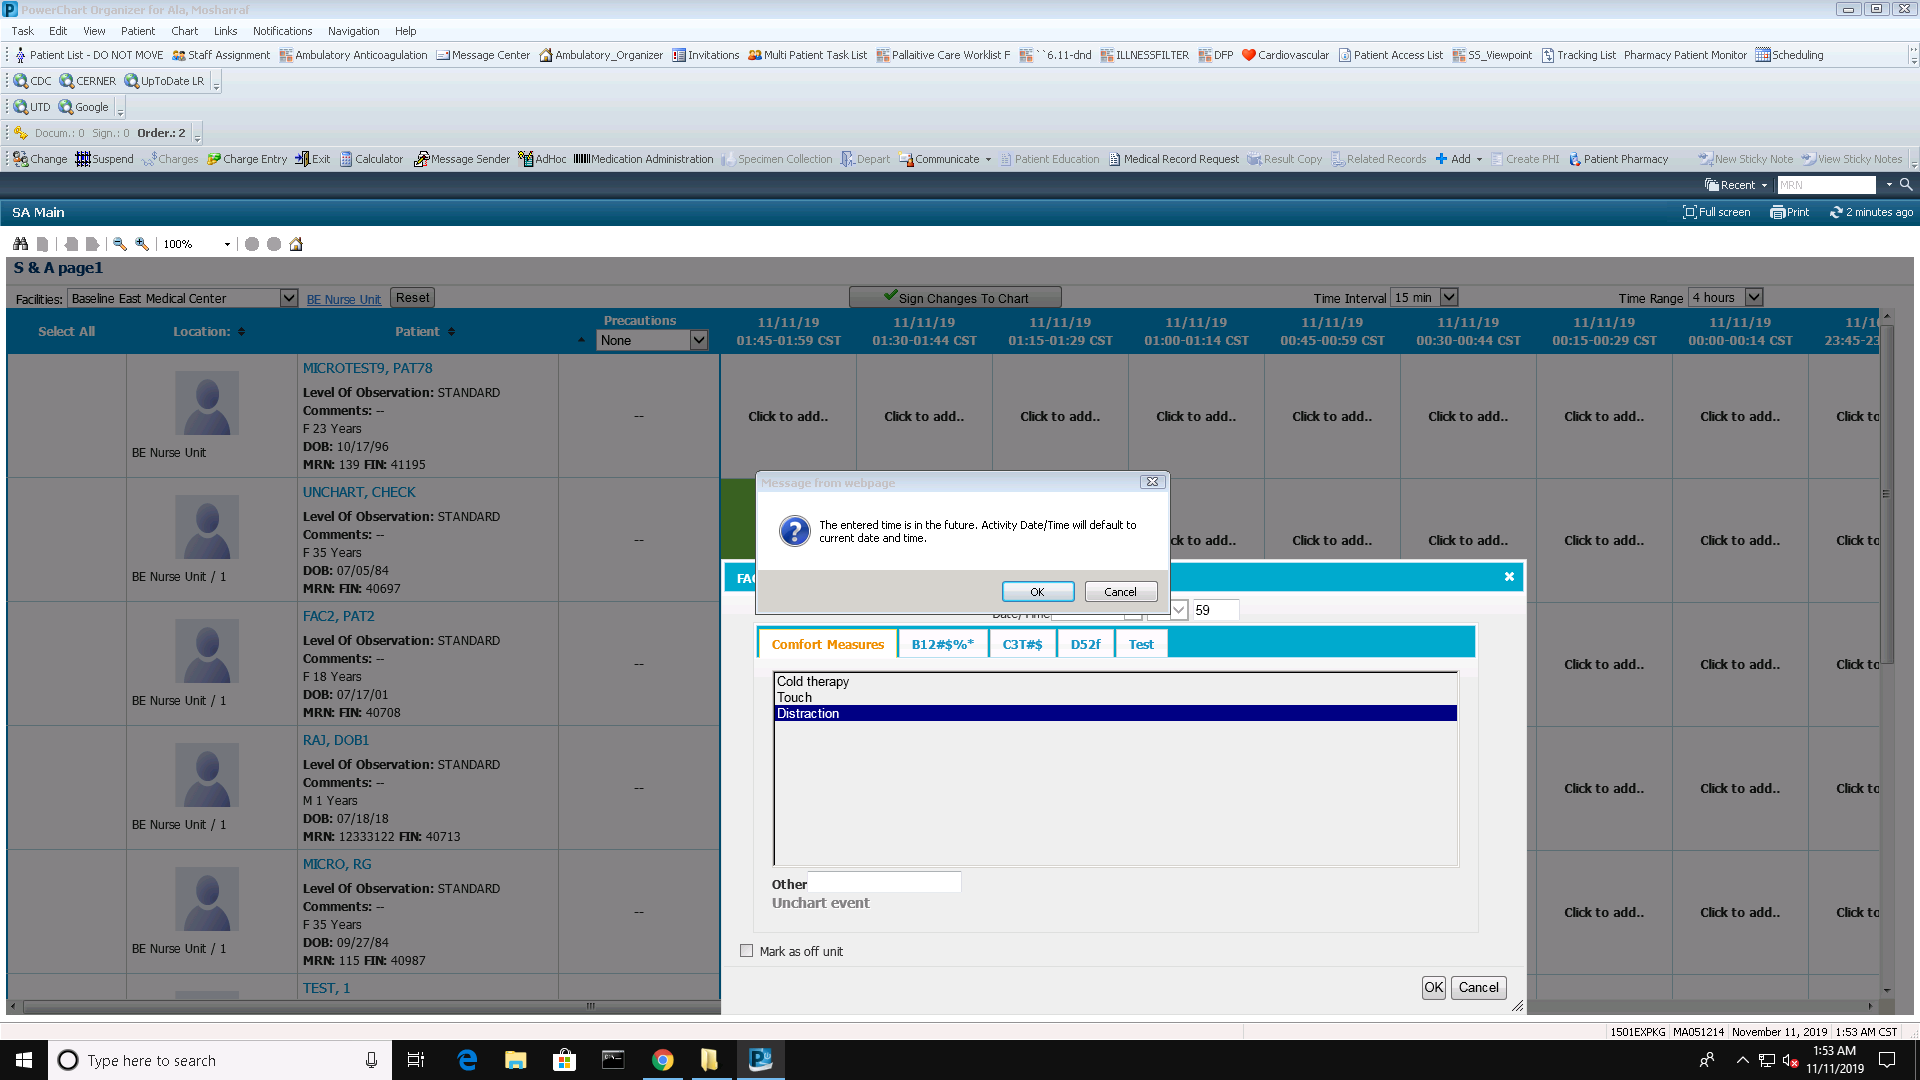 PowerChart Organizer for Ala, Mosharraf
Task Edit View Patient Chart Links Notifications Navigation Help
Patient List - DO NOT MOVE Staff Assignment Ambulatory Anticoagulation Message Center Ambulatory_Organizer Invitations Multi Patient Task List Pallaitive Care Worklist F ``6.11-dnd ILLNESSFILTER DFP Cardiovascular Patient Access List SS_Viewpoint Tracking List Pharmacy Patient Monitor Scheduling
CDC CERNER UpToDate LR
UTD Google
Docum.: 0 Sign.: 0 Order.: 2
Change Suspend Charges Charge Entry Exit Calculator Message Sender AdHoc Medication Administration Specimen Collection Depart Communicate Patient Education Medical Record Request Result Copy Related Records Add Create PHI Patient Pharmacy New Sticky Note View Sticky Notes
Recent MRN
SA Main Full screen Print 2 minutes ago
100%
S & A page1
Facilities: Baseline East Medical Center BE Nurse Unit Reset Sign Changes To Chart Time Interval 15 min Time Range 4 hours
Select All Location: Patient Precautions None
11/11/19 11/11/19 11/11/19 11/11/19 11/11/19 11/11/19 11/11/19 11/11/19 11/1
01:45-01:59 CST 01:30-01:44 CST 01:15-01:29 CST 01:00-01:14 CST 00:45-00:59 CST 00:30-00:44 CST 00:15-00:29 CST 00:00-00:14 CST 23:45-23
MICROTEST9, PAT78
Level Of Observation: STANDARD
Comments: --
F 23 Years
DOB: 10/17/96
MRN: 139 FIN: 41195
BE Nurse Unit
--
Click to add.. Click to add.. Click to add.. Click to add.. Click to add.. Click to add.. Click to add.. Click to add.. Click to
UNCHART, CHECK
Level Of Observation: STANDARD
Comments: --
F 35 Years
DOB: 07/05/84
MRN: FIN: 40697
BE Nurse Unit / 1
--
ck to add.. Click to add.. Click to add.. Click to add.. Click to add.. Click to
FAC2, PAT2
Level Of Observation: STANDARD
Comments: --
F 18 Years
DOB: 07/17/01
MRN: FIN: 40708
BE Nurse Unit / 1
--
Click to add.. Click to add.. Click to
RAJ, DOB1
Level Of Observation: STANDARD
Comments: --
M 1 Years
DOB: 07/18/18
MRN: 12333122 FIN: 40713
BE Nurse Unit / 1
--
Click to add.. Click to add.. Click to
MICRO, RG
Level Of Observation: STANDARD
Comments: --
F 35 Years
DOB: 09/27/84
MRN: 115 FIN: 40987
BE Nurse Unit / 1
--
Click to add.. Click to add.. Click to
TEST, 1
Message from webpage
The entered time is in the future. Activity Date/Time will default to
current date and time.
OK Cancel
FAC
Date/Time 59
Comfort Measures B12#$%* C3T#$ D52f Test
Cold therapy
Touch
Distraction
Other
Unchart event
Mark as off unit
OK Cancel
1501EXPKG MA051214 November 11, 2019 1:53 AM CST
Type here to search
1:53 AM
11/11/2019